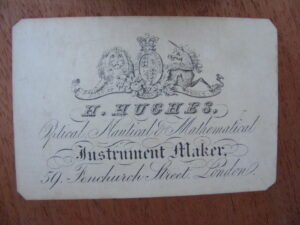 H. HUGHES.
Optical, Nautical & Mathematical
Instrument Maker,
59, Fenchurch Street, London.